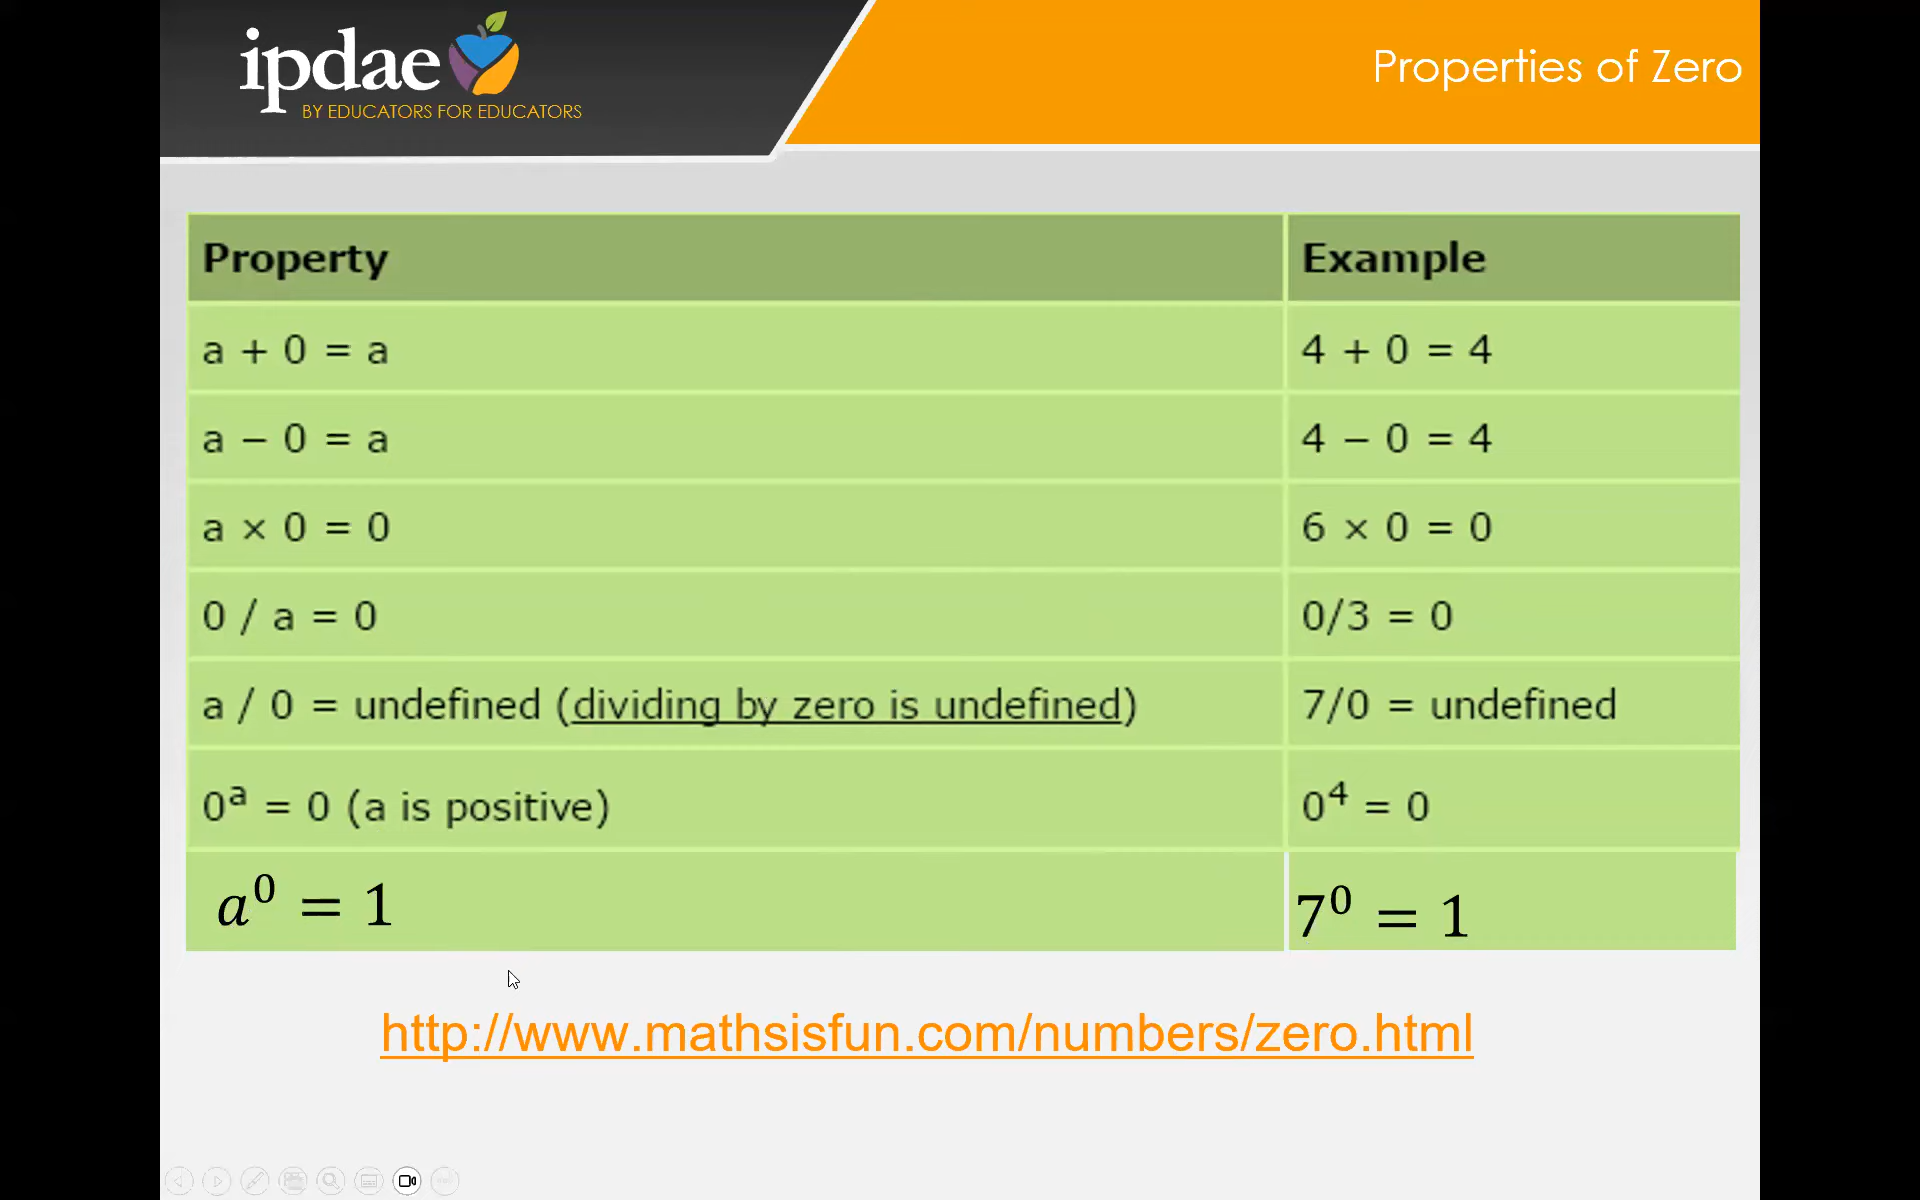 ipdae
BY EDUCATORS FOR EDUCATORS
Properties of Zero
Property Example
a + 0 = a 4 + 0 = 4
a − 0 = a 4 − 0 = 4
a × 0 = 0 6 × 0 = 0
0 / a = 0 0/3 = 0
a / 0 = undefined (dividing by zero is undefined) 7/0 = undefined
0ᵃ = 0 (a is positive) 0⁴ = 0
a⁰ = 1 7⁰ = 1
http://www.mathsisfun.com/numbers/zero.html